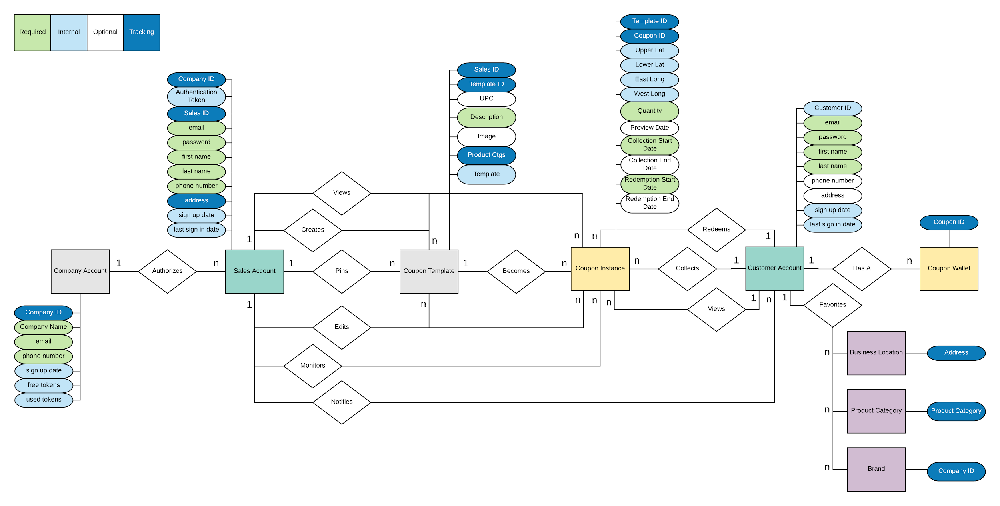 Required
Internal
Optional
Tracking
Company ID
Authentication
Token
Sales ID
email
password
first name
last name
phone number
address
sign up date
last sign in date
Sales ID
Template ID
UPC
Description
Image
Product Ctgs
Template
Template ID
Coupon ID
Upper Lat
Lower Lat
East Long
West Long
Quantity
Preview Date
Collection Start
Date
Collection End
Date
Redemption Start
Date
Redemption End
Date
Customer ID
email
password
first name
last name
phone number
address
sign up date
last sign in date
Coupon ID
Views
Creates
Redeems
1
n
n
n
1
Company Account
1
Authorizes
n
Sales Account
1
Pins
n
Coupon Template
1
Becomes
n
Coupon Instance
n
Collects
1
Customer Account
1
Has A
n
Coupon Wallet
1
n
n
n
n
Views
1
n
1
Favorites
Edits
Monitors
Notifies
Company ID
Company Name
email
phone number
sign up date
free tokens
used tokens
n
Business Location
Address
n
Product Category
Product Category
n
Brand
Company ID